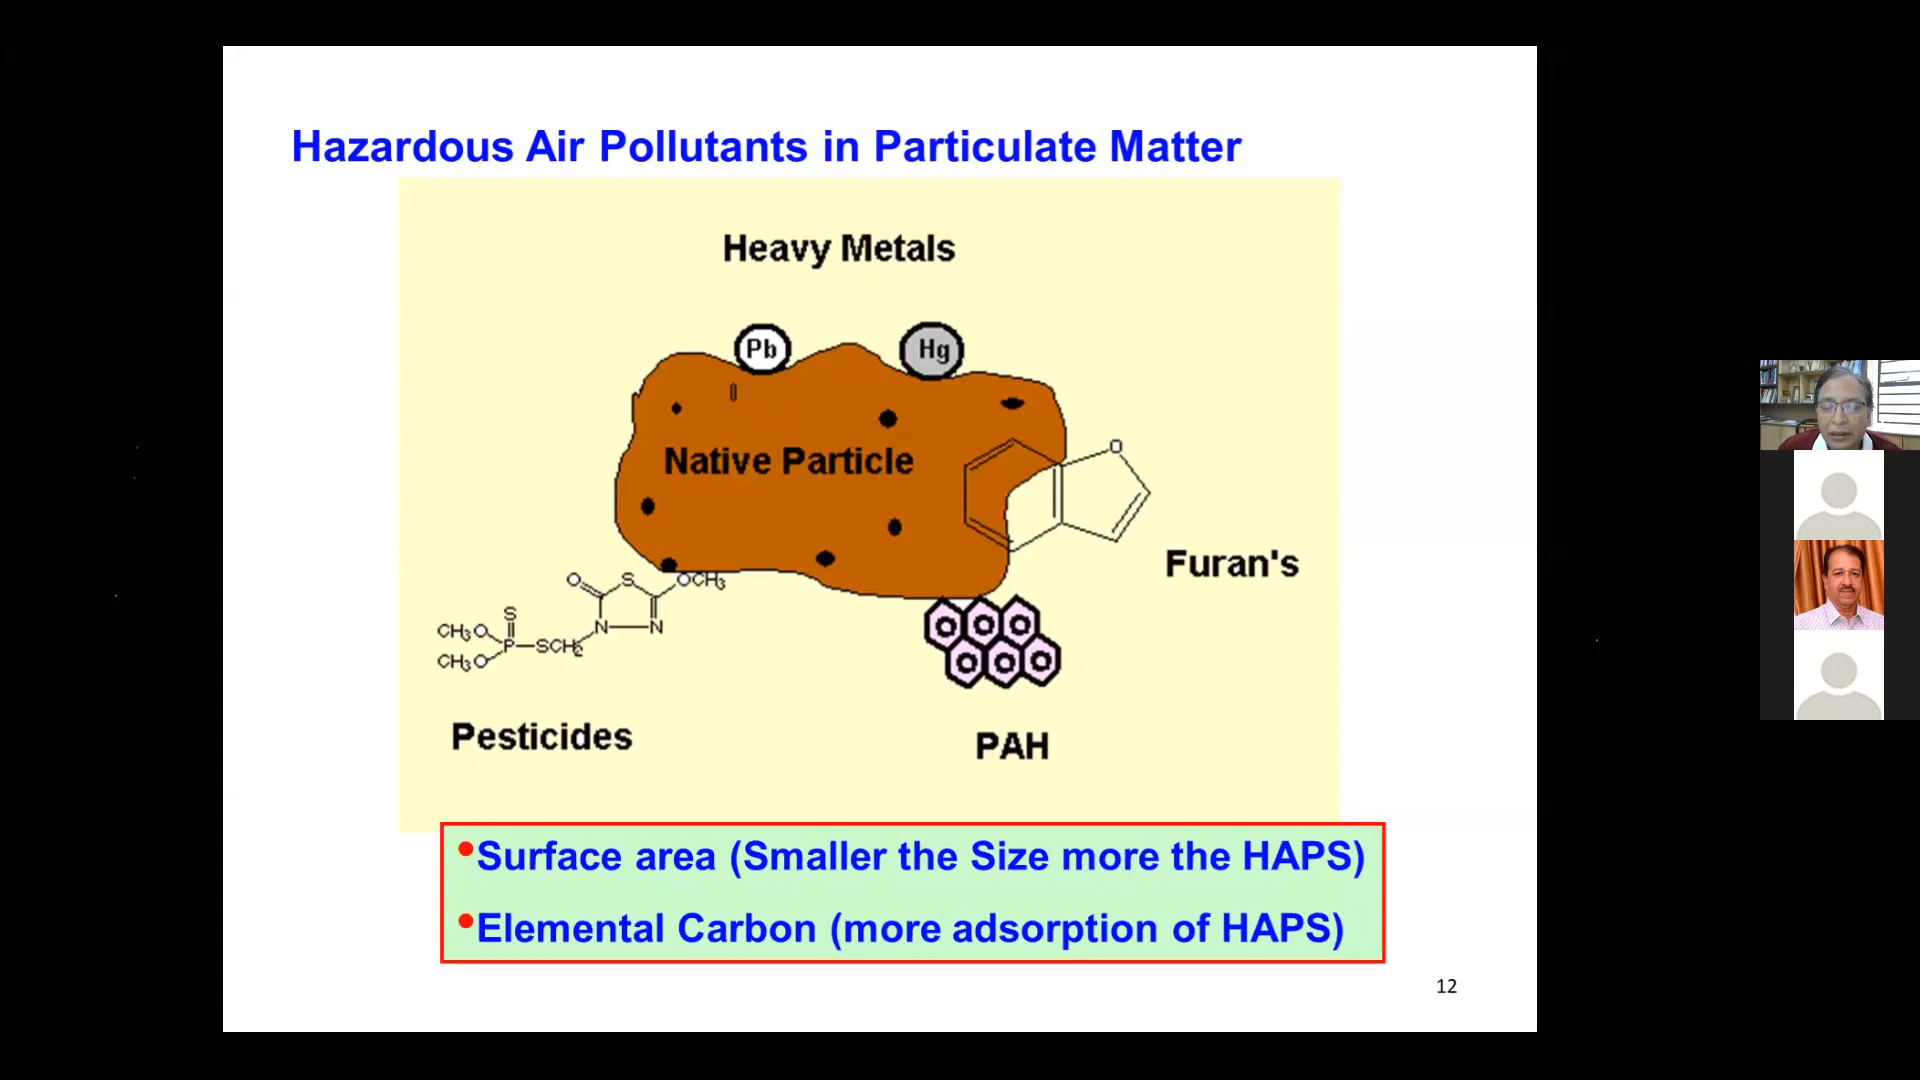 Hazardous Air Pollutants in Particulate Matter
Heavy Metals
Pb
Hg
Native Particle
O
Furan's
O
S
OCH3
S
CH3O
P
SCH2
N
N
CH3O
Pesticides
PAH
•Surface area (Smaller the Size more the HAPS)
•Elemental Carbon (more adsorption of HAPS)
12